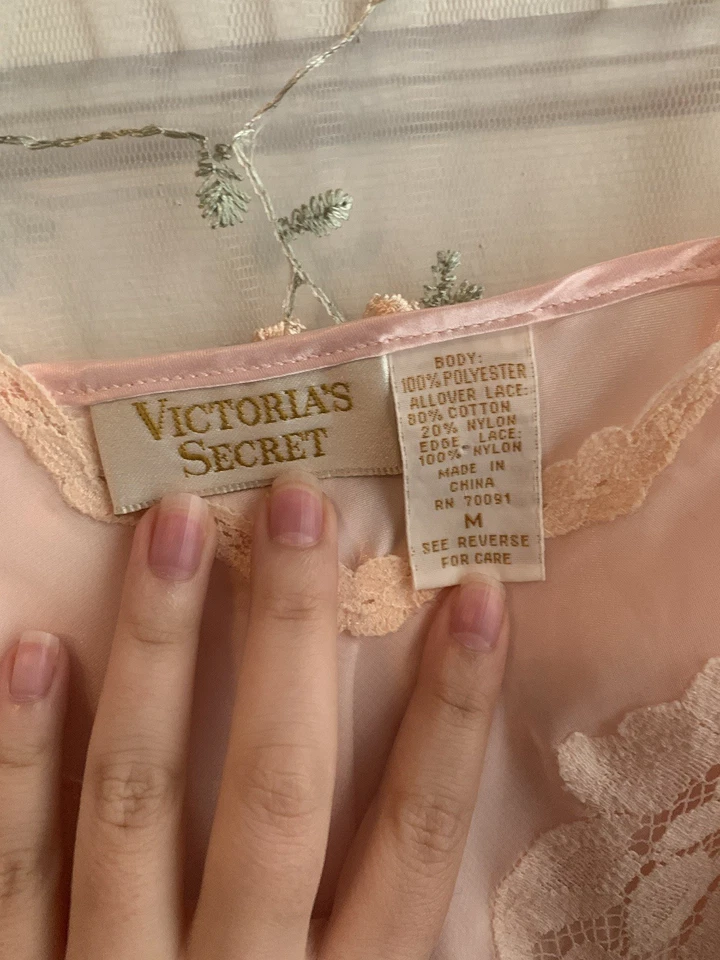 VICTORIA'S
SECRET
BODY:
100% POLYESTER
ALLOVER LACE:
80% COTTON
20% NYLON
EDGE LACE:
100% NYLON
MADE IN
CHINA
RN 70091
M
SEE REVERSE
FOR CARE